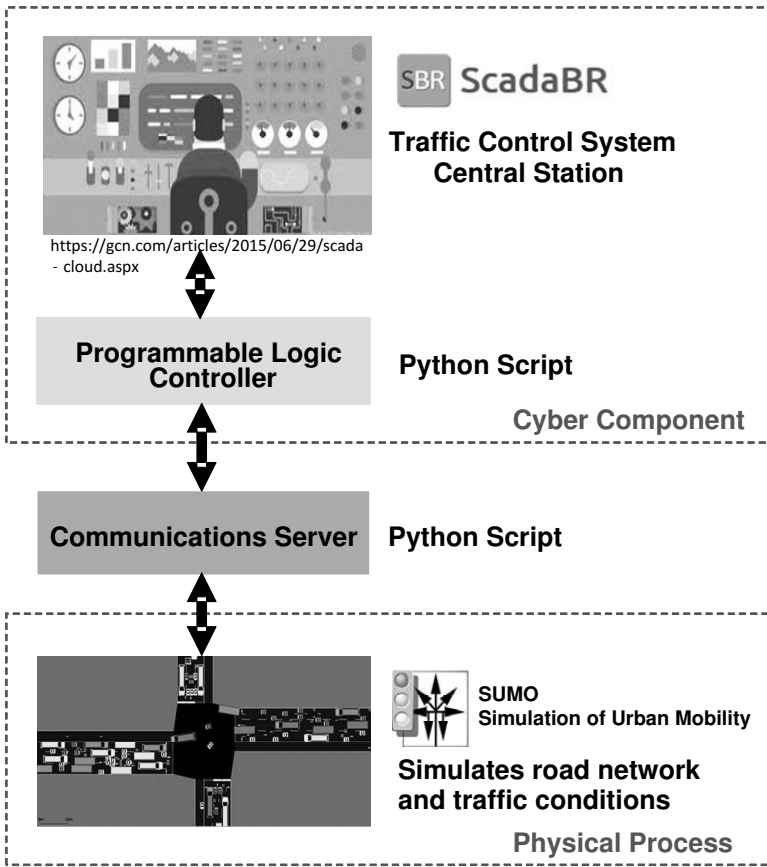 SBR ScadaBR
Traffic Control System
Central Station
https://gcn.com/articles/2015/06/29/scada
- cloud.aspx
Programmable Logic
Controller
Python Script
Cyber Component
Communications Server
Python Script
SUMO
Simulation of Urban Mobility
Simulates road network
and traffic conditions
Physical Process